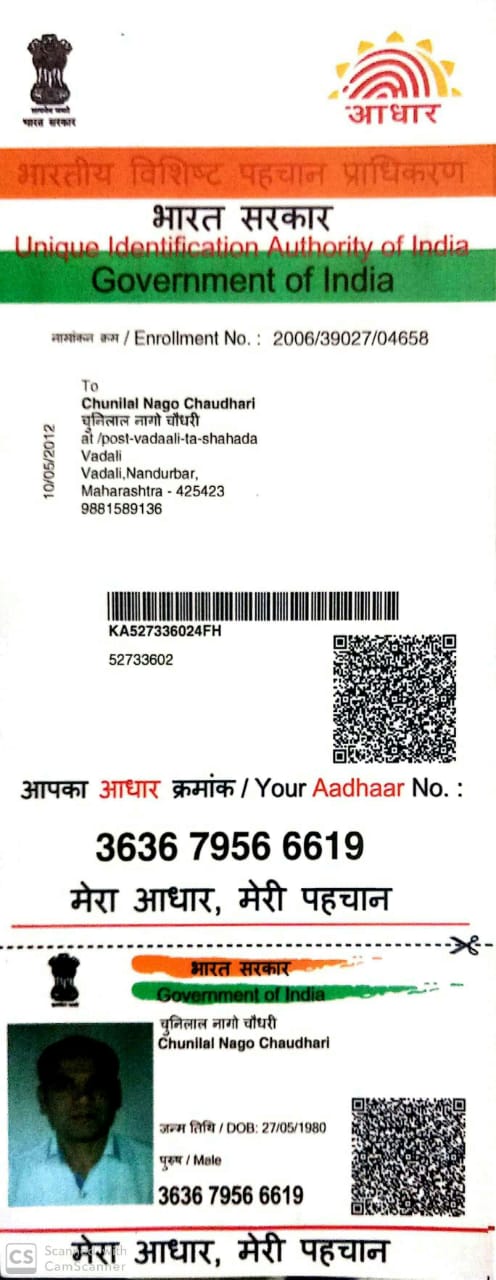 सत्यमेव जयते
भारत सरकार
आधार
भारतीय विशिष्ट पहचान प्राधिकरण
भारत सरकार
Unique Identification Authority of India
Government of India
नामांकन क्रम / Enrollment No. : 2006/39027/04658
To
Chunilal Nago Chaudhari
चुनिलाल नागो चौधरी
at /post-vadaali-ta-shahada
Vadali
Vadali,Nandurbar,
Maharashtra - 425423
9881589136
10/05/2012
KA527336024FH
52733602
आपका आधार क्रमांक / Your Aadhaar No. :
3636 7956 6619
मेरा आधार, मेरी पहचान
भारत सरकार
Government of India
चुनिलाल नागो चौधरी
Chunilal Nago Chaudhari
जन्म तिथि / DOB: 27/05/1980
पुरुष / Male
3636 7956 6619
मेरा आधार, मेरी पहचान
CS Scanned with
CamScanner